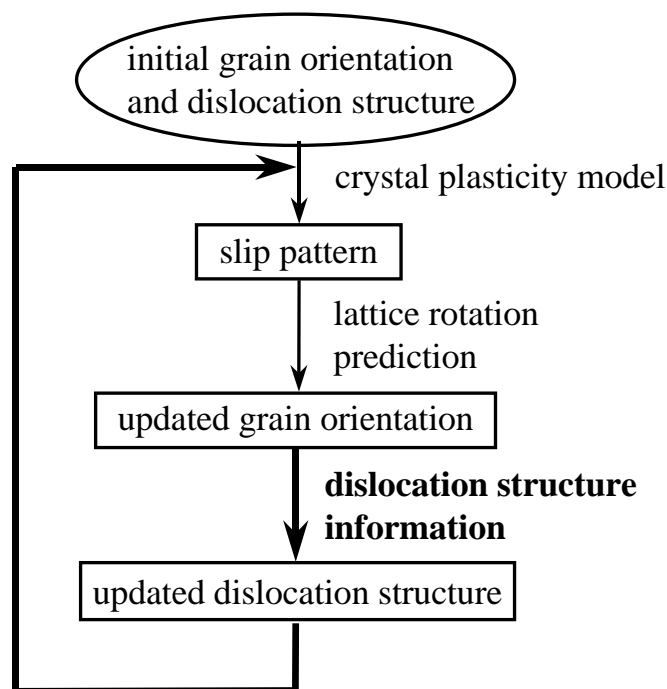 initial grain orientation
and dislocation structure
crystal plasticity model
slip pattern
lattice rotation
prediction
updated grain orientation
dislocation structure
information
updated dislocation structure